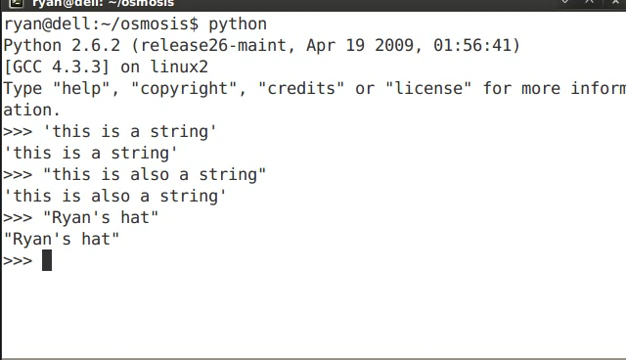 ryan@dell: ~/osmosis
ryan@dell:~/osmosis$ python
Python 2.6.2 (release26-maint, Apr 19 2009, 01:56:41)
[GCC 4.3.3] on linux2
Type "help", "copyright", "credits" or "license" for more inform
ation.
>>> 'this is a string'
'this is a string'
>>> "this is also a string"
'this is also a string'
>>> "Ryan's hat"
"Ryan's hat"
>>>